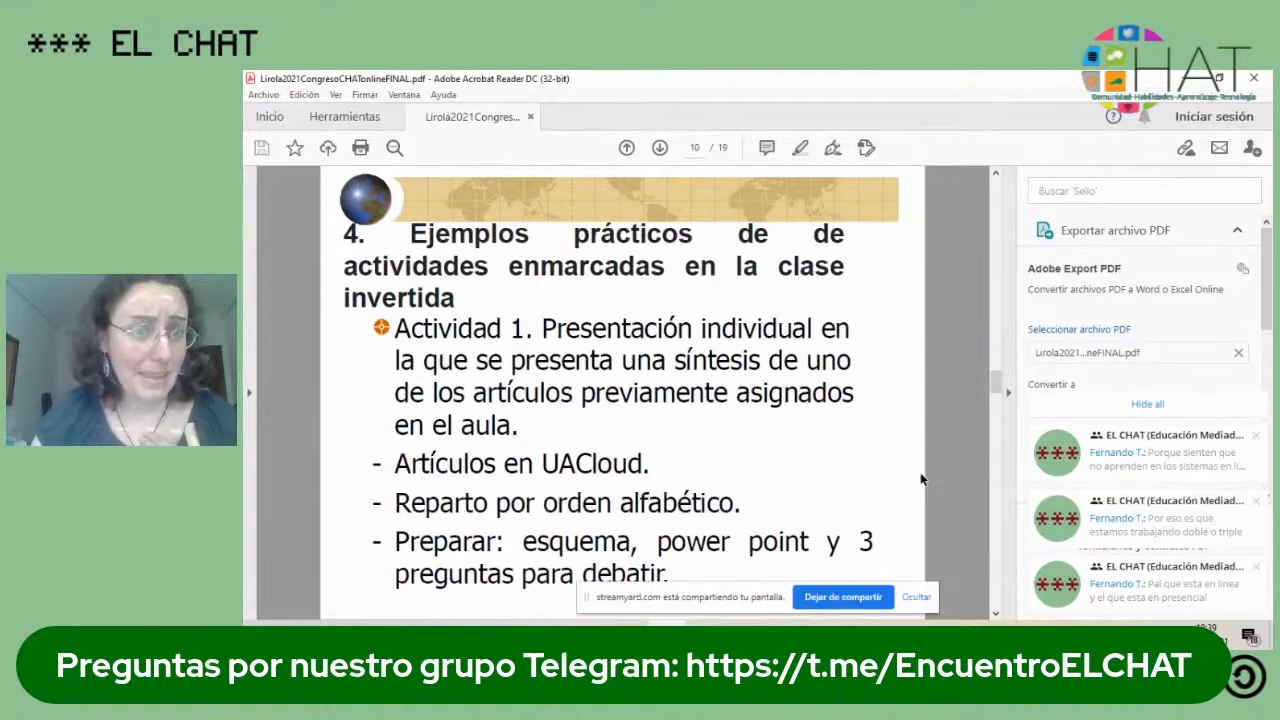 *** EL CHAT
HAT
Comunidad-Habilidades-Aprendizaje-Tecnología
Lirola2021CongresoCHATonlineFINAL.pdf - Adobe Acrobat Reader DC (32-bit)
Archivo Edición Ver Firmar Ventana Ayuda
Inicio Herramientas Lirola2021Congres... Iniciar sesión
10 / 19
4. Ejemplos prácticos de de
actividades enmarcadas en la clase
invertida
Actividad 1. Presentación individual en
la que se presenta una síntesis de uno
de los artículos previamente asignados
en el aula.
- Artículos en UACloud.
- Reparto por orden alfabético.
- Preparar: esquema, power point y 3
preguntas para debatir.
streamyard.com está compartiendo tu pantalla. Dejar de compartir Ocultar
Buscar 'Sello'
Exportar archivo PDF
Adobe Export PDF
Convertir archivos PDF a Word o Excel Online
Seleccionar archivo PDF
Lirola2021...neFINAL.pdf
Convertir a
Hide all
EL CHAT (Educación Mediad...
Fernando T.: Porque sienten que
no aprenden en los sistemas en li...
EL CHAT (Educación Mediad...
Fernando T.: Por eso es que
estamos trabajando doble o triple
EL CHAT (Educación Mediad...
Fernando T.: Pal que esta en linea
y el que esta en presencial
18
Preguntas por nuestro grupo Telegram: https://t.me/EncuentroELCHAT